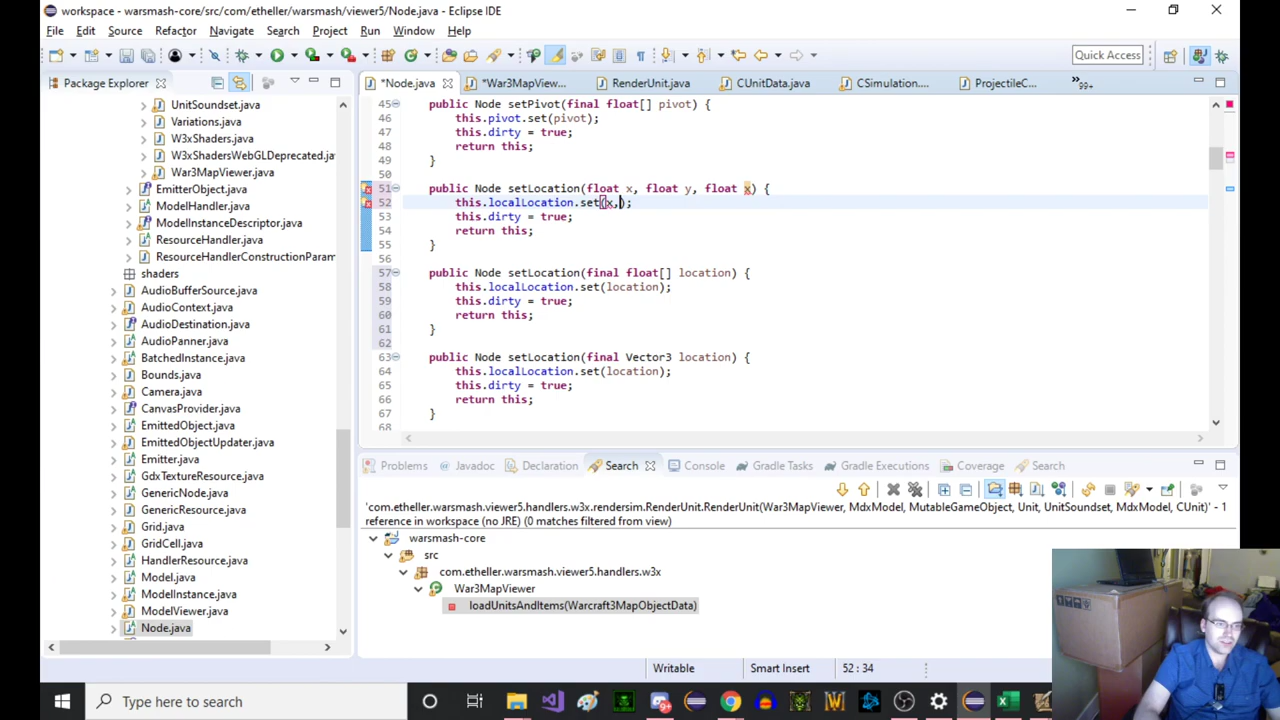 workspace - warsmash-core/src/com/etheller/warsmash/viewer5/Node.java - Eclipse IDE
File Edit Source Refactor Navigate Search Project Run Window Help
Quick Access
Package Explorer
*Node.java *War3MapView... RenderUnit.java CUnitData.java CSimulation.... ProjectileC... »99+
UnitSoundset.java
Variations.java
W3xShaders.java
W3xShadersWebGLDeprecated.ja
War3MapViewer.java
EmitterObject.java
ModelHandler.java
ModelInstanceDescriptor.java
ResourceHandler.java
ResourceHandlerConstructionParam
shaders
AudioBufferSource.java
AudioContext.java
AudioDestination.java
AudioPanner.java
BatchedInstance.java
Bounds.java
Camera.java
CanvasProvider.java
EmittedObject.java
EmittedObjectUpdater.java
Emitter.java
GdxTextureResource.java
GenericNode.java
GenericResource.java
Grid.java
GridCell.java
HandlerResource.java
Model.java
ModelInstance.java
ModelViewer.java
Node.java
45 public Node setPivot(final float[] pivot) {
46 this.pivot.set(pivot);
47 this.dirty = true;
48 return this;
49 }
50
51 public Node setLocation(float x, float y, float x) {
52 this.localLocation.set(x,);
53 this.dirty = true;
54 return this;
55 }
56
57 public Node setLocation(final float[] location) {
58 this.localLocation.set(location);
59 this.dirty = true;
60 return this;
61 }
62
63 public Node setLocation(final Vector3 location) {
64 this.localLocation.set(location);
65 this.dirty = true;
66 return this;
67 }
68
Problems Javadoc Declaration Search Console Gradle Tasks Gradle Executions Coverage Search
'com.etheller.warsmash.viewer5.handlers.w3x.rendersim.RenderUnit.RenderUnit(War3MapViewer, MdxModel, MutableGameObject, Unit, UnitSoundset, MdxModel, CUnit)' - 1
reference in workspace (no JRE) (0 matches filtered from view)
warsmash-core
src
com.etheller.warsmash.viewer5.handlers.w3x
War3MapViewer
loadUnitsAndItems(Warcraft3MapObjectData)
Writable Smart Insert 52 : 34
Type here to search